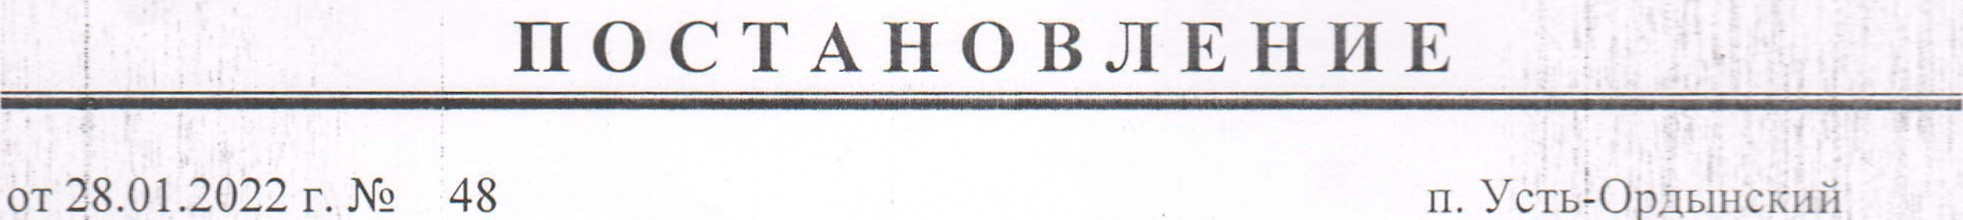 П О С Т А Н О В Л Е Н И Е
от 28.01.2022 г. № 48 п. Усть-Ордынский